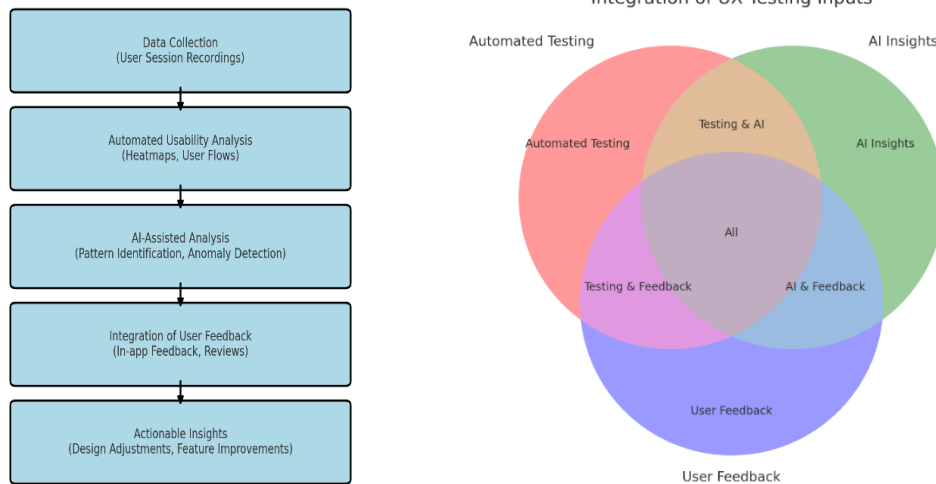 Data Collection
(User Session Recordings)
Automated Usability Analysis
(Heatmaps, User Flows)
AI-Assisted Analysis
(Pattern Identification, Anomaly Detection)
Integration of User Feedback
(In-app Feedback, Reviews)
Actionable Insights
(Design Adjustments, Feature Improvements)
Integration of UX Testing Inputs
Automated Testing
AI Insights
Testing & AI
Automated Testing
AI Insights
All
Testing & Feedback
AI & Feedback
User Feedback
User Feedback